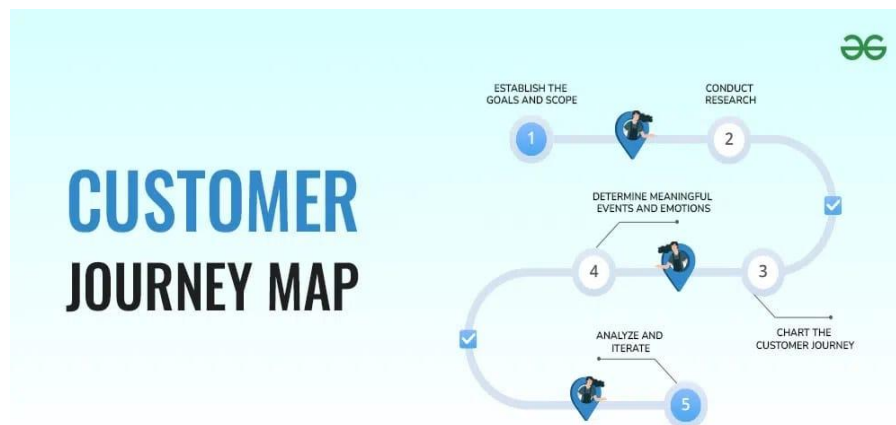 CUSTOMER
JOURNEY MAP
ESTABLISH THE
GOALS AND SCOPE
1
CONDUCT
RESEARCH
2
CHART THE
CUSTOMER JOURNEY
3
DETERMINE MEANINGFUL
EVENTS AND EMOTIONS
4
ANALYZE AND
ITERATE
5